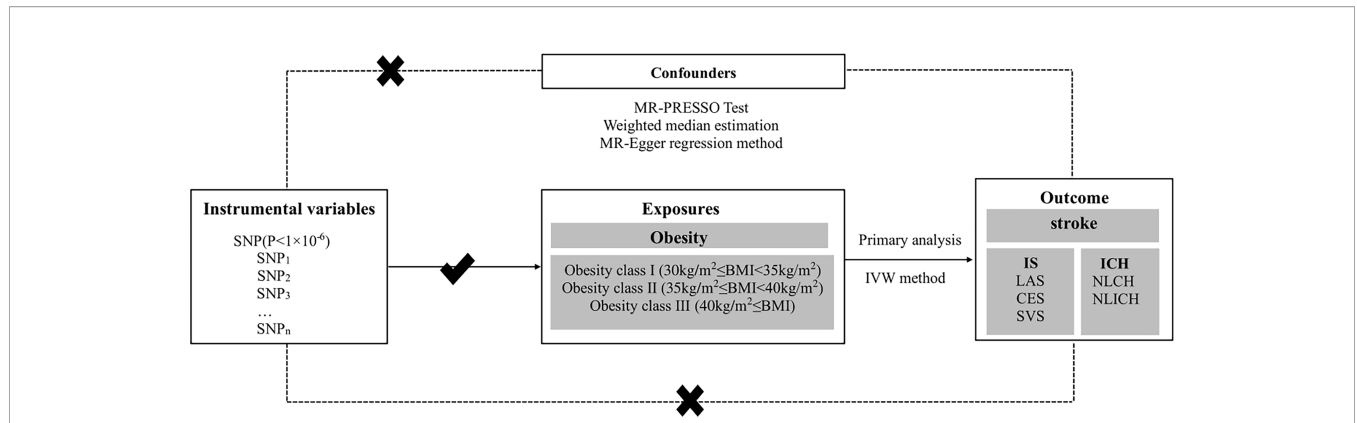 Confounders
MR-PRESSO Test
Weighted median estimation
MR-Egger regression method
Instrumental variables
SNP(P<1×10⁻⁶)
SNP₁
SNP₂
SNP₃
...
SNPₙ
Exposures
Obesity
Obesity class I (30kg/m²≤BMI<35kg/m²)
Obesity class II (35kg/m²≤BMI<40kg/m²)
Obesity class III (40kg/m²≤BMI)
Primary analysis
IVW method
Outcome
stroke
IS
LAS
CES
SVS
ICH
NLCH
NLICH